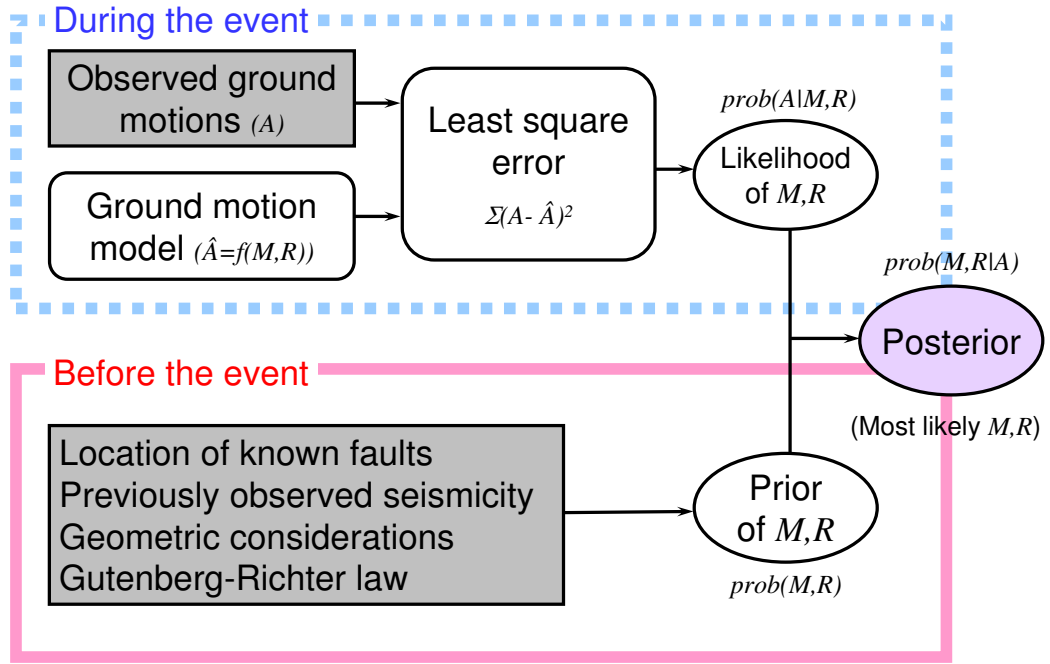 During the event
Observed ground
motions (A)
Ground motion
model (Â=f(M,R))
Least square
error
Σ(A- Â)²
prob(A|M,R)
Likelihood
of M,R
prob(M,R|A)
Posterior
(Most likely M,R)
Before the event
Location of known faults
Previously observed seismicity
Geometric considerations
Gutenberg-Richter law
Prior
of M,R
prob(M,R)